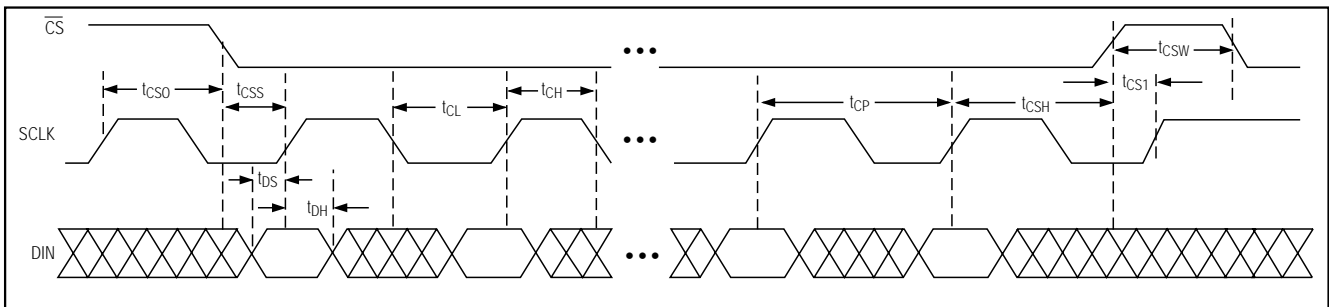 CS
tCSW
tCSO
tCSS
tCL
tCH
tCP
tCSH
tCS1
SCLK
tDS
tDH
DIN